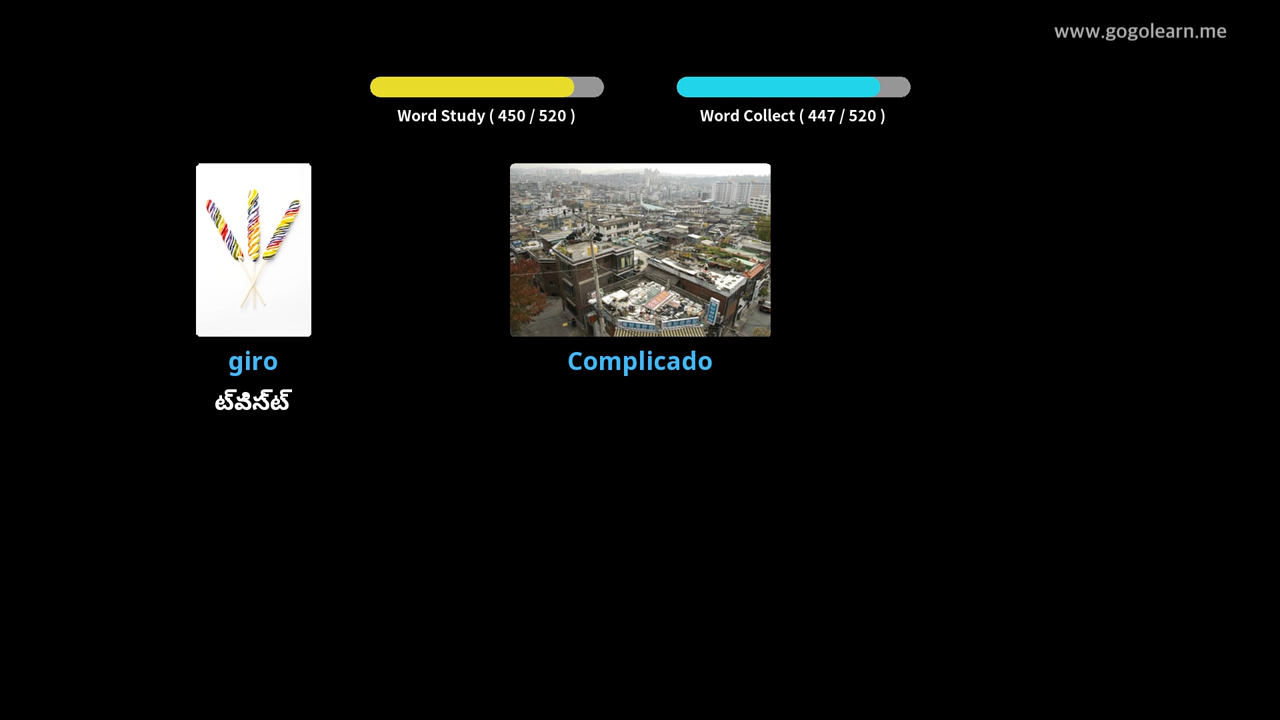 www.gogolearn.me
Word Study ( 450 / 520 )
Word Collect ( 447 / 520 )
giro
Complicado
ట్విస్ట్